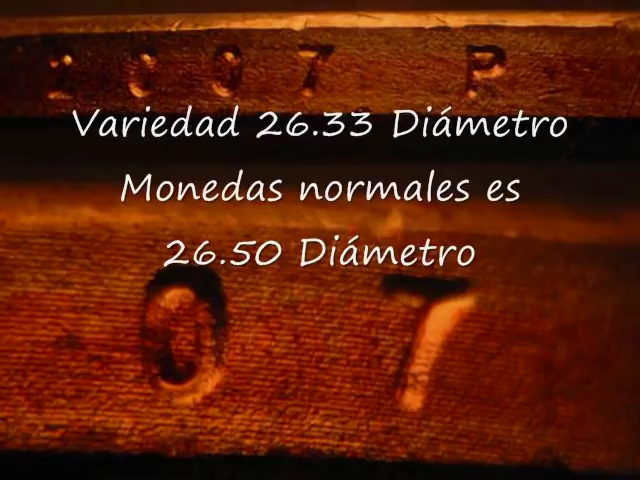 2007 P
Variedad 26.33 Diámetro
Monedas normales es
26.50 Diámetro
07